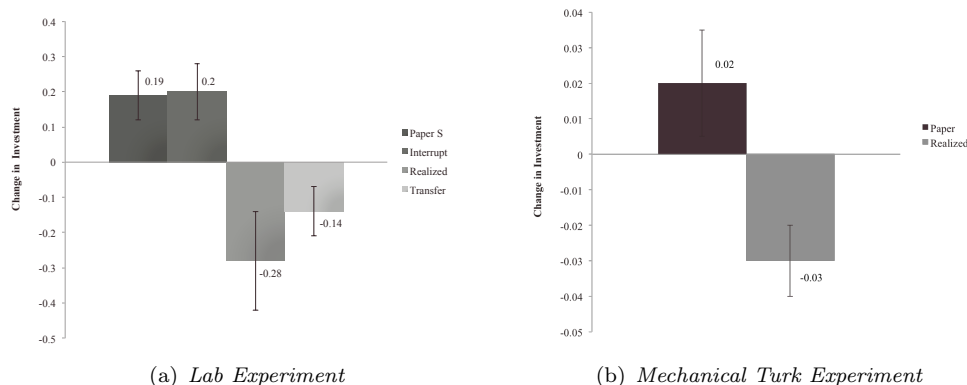 0.4
0.3
0.2
0.1
0
-0.1
-0.2
-0.3
-0.4
-0.5
Change in Investment
0.19
0.2
-0.28
-0.14
Paper S
Interrupt
Realized
Transfer
(a) Lab Experiment
0.04
0.03
0.02
0.01
0
-0.01
-0.02
-0.03
-0.04
-0.05
Change in Investment
0.02
-0.03
Paper
Realized
(b) Mechanical Turk Experiment